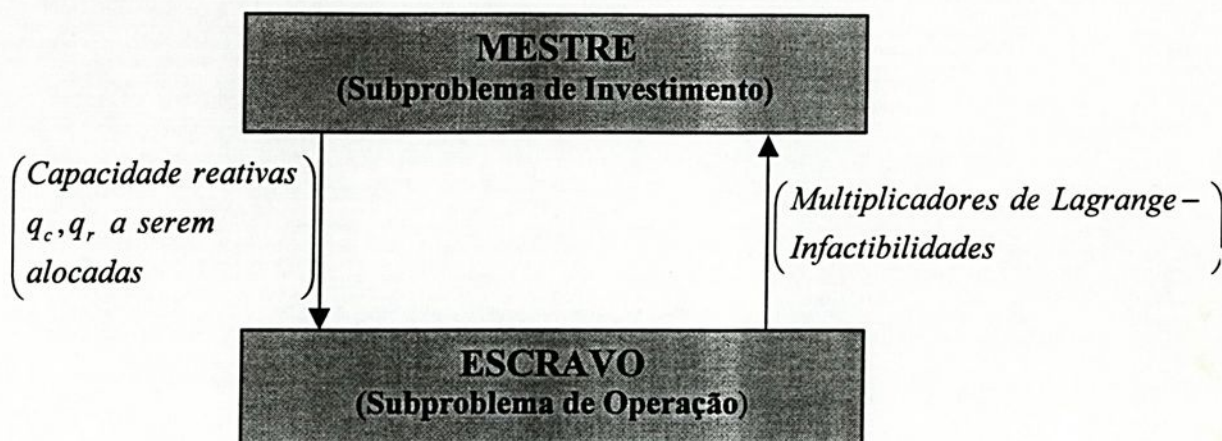 MESTRE
(Subproblema de Investimento)
Capacidade reativas
q_c, q_r a serem
alocadas
Multiplicadores de Lagrange –
Infactibilidades
ESCRAVO
(Subproblema de Operação)